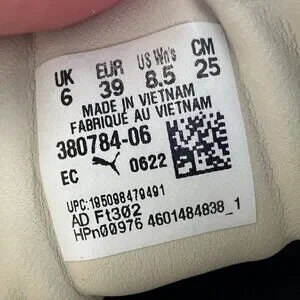 UK EUR US Wn's CM
6 39 8.5 25
MADE IN VIETNAM
FABRIQUÉ AU VIETNAM
380784-06
EC 0622
UPC:195098479491
AD Ft302
HPn00976 4601484838_1